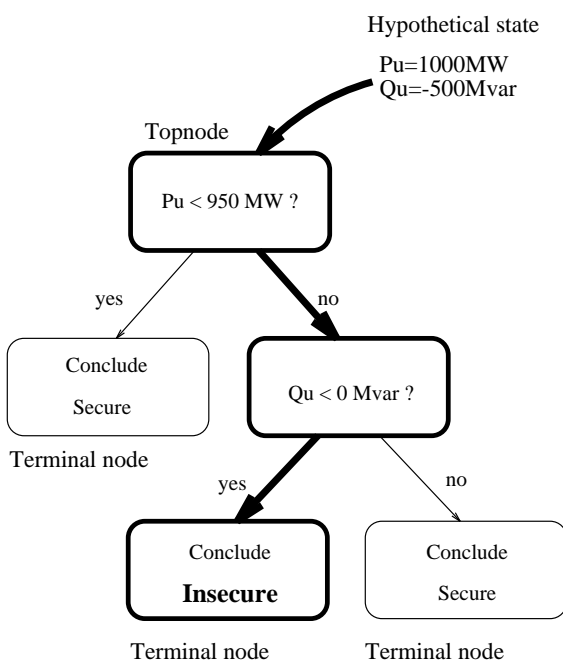 Hypothetical state
Pu=1000MW
Qu=-500Mvar
Topnode
Pu < 950 MW ?
yes
no
Conclude
Secure
Terminal node
Qu < 0 Mvar ?
yes
no
Conclude
Insecure
Terminal node
Conclude
Secure
Terminal node